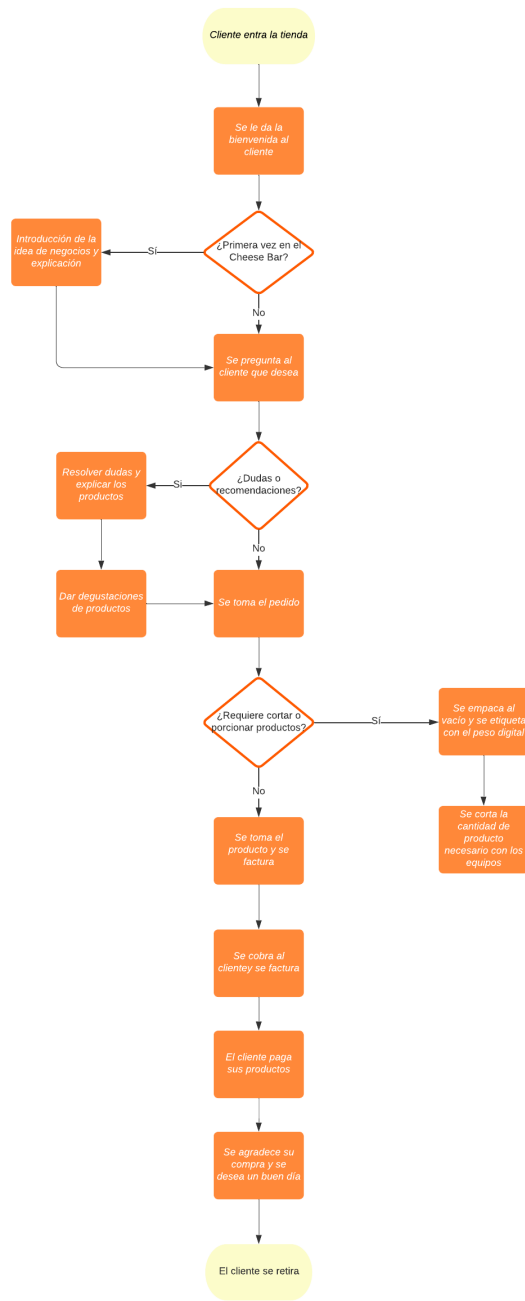 Cliente entra la tienda
Se le da la
bienvenida al
cliente
¿Primera vez en el
Cheese Bar?
Sí
Introducción de la
idea de negocios y
explicación
No
Se pregunta al
cliente que desea
¿Dudas o
recomendaciones?
Si
Resolver dudas y
explicar los
productos
Dar degustaciones
de productos
No
Se toma el pedido
¿Requiere cortar o
porcionar productos?
Sí
Se empaca al
vacío y se etiqueta
con el peso digital
Se corta la
cantidad de
producto
necesario con los
equipos
No
Se toma el
producto y se
factura
Se cobra al
clientey se factura
El cliente paga
sus productos
Se agradece su
compra y se
desea un buen día
El cliente se retira